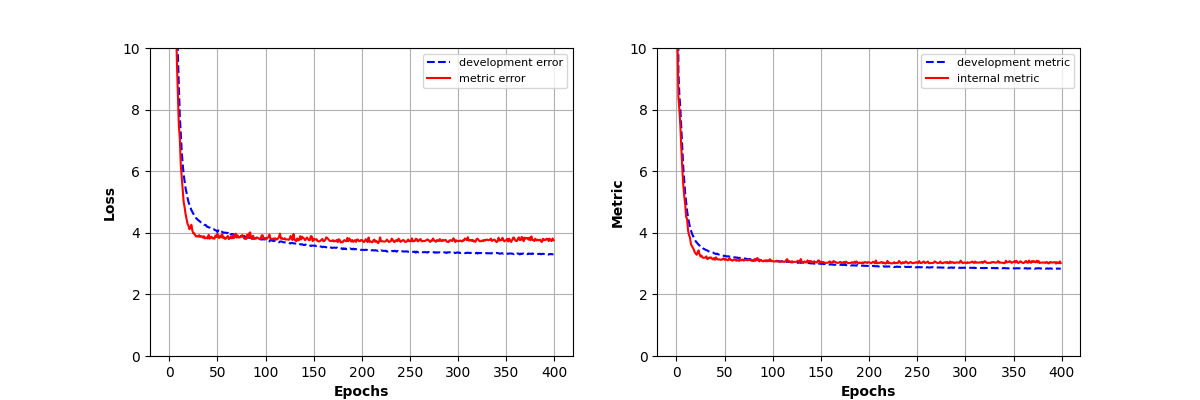 10
8
6
4
2
0
Loss
0 50 100 150 200 250 300 350 400
Epochs
development error
metric error
10
8
6
4
2
0
Metric
0 50 100 150 200 250 300 350 400
Epochs
development metric
internal metric